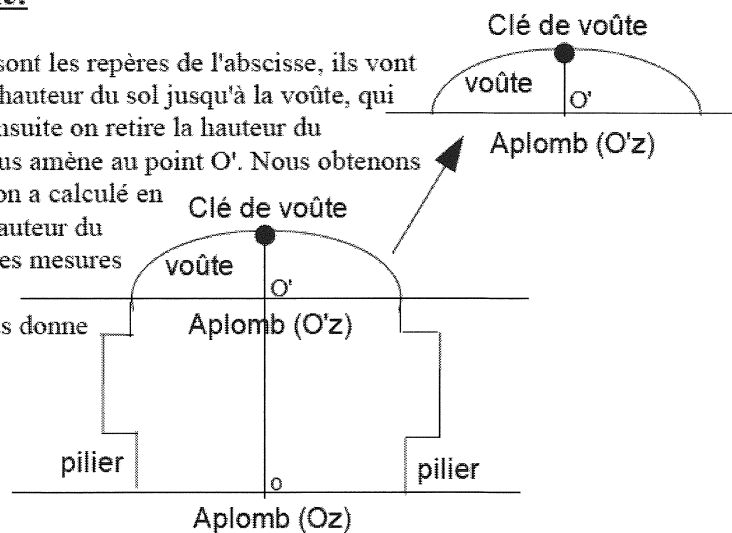 sont les repères de l'abscisse, ils vont
hauteur du sol jusqu'à la voûte, qui
nsuite on retire la hauteur du
us amène au point O'. Nous obtenons
on a calculé en
auteur du
es mesures
s donne
Clé de voûte
voûte
O'
Aplomb (O'z)
Clé de voûte
voûte
O'
Aplomb (O'z)
pilier
pilier
o
Aplomb (Oz)